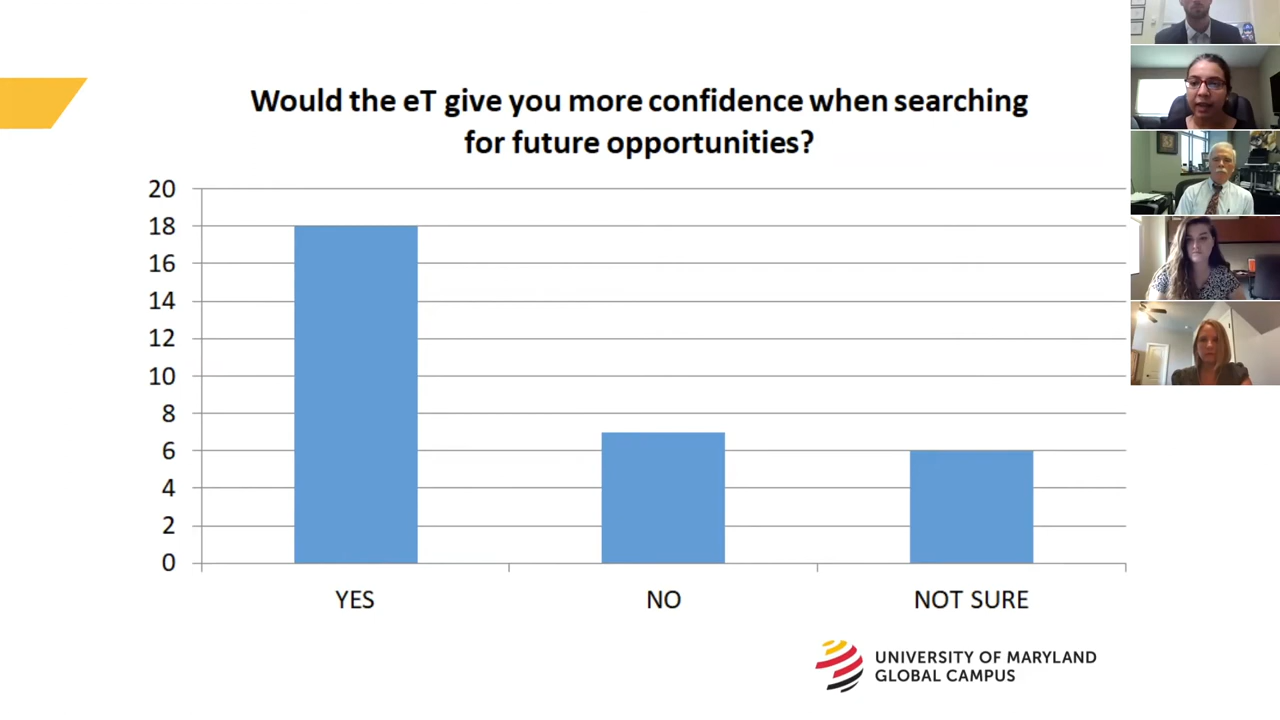 Would the eT give you more confidence when searching
for future opportunities?
20
18
16
14
12
10
8
6
4
2
0
YES NO NOT SURE
UNIVERSITY OF MARYLAND
GLOBAL CAMPUS